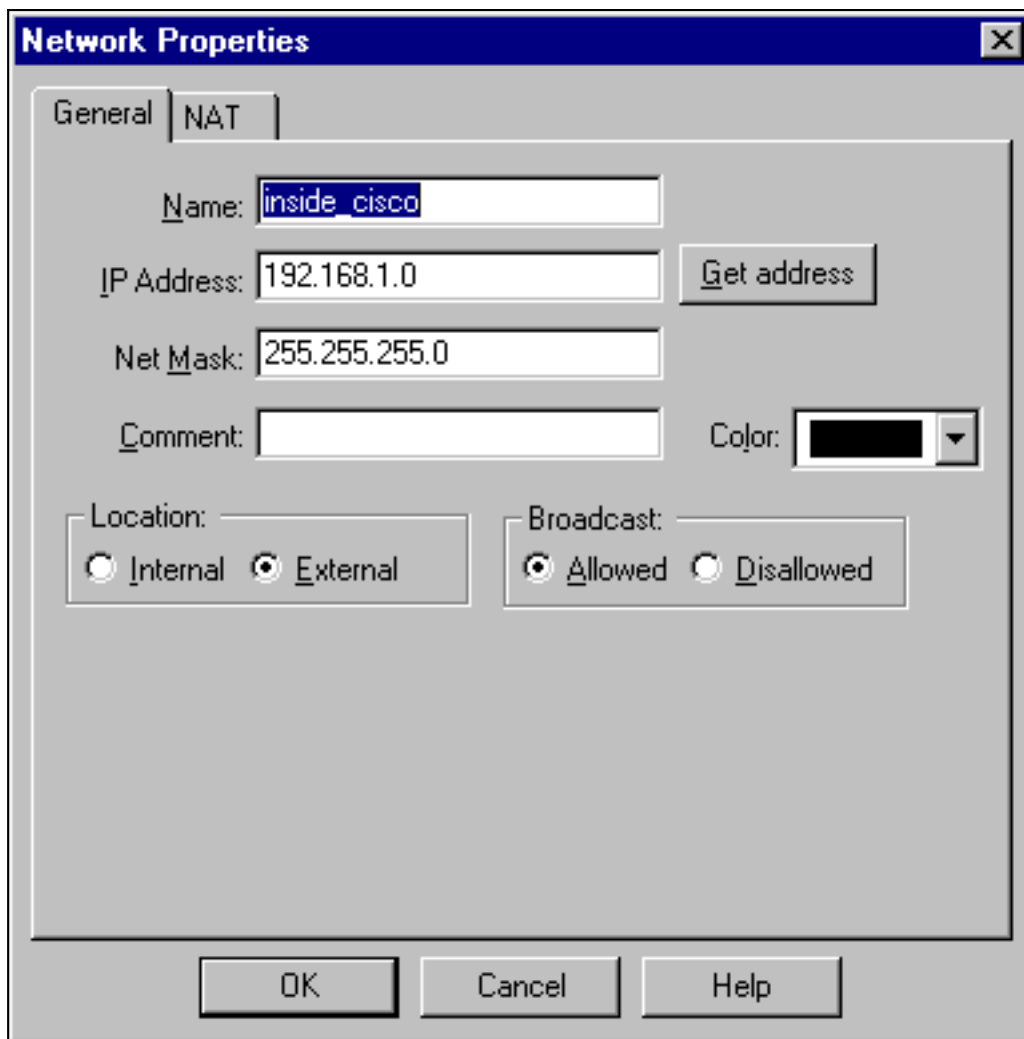 Network Properties
General NAT
Name: inside_cisco
IP Address: 192.168.1.0 Get address
Net Mask: 255.255.255.0
Comment: Color:
Location: Broadcast:
Internal External Allowed Disallowed
OK Cancel Help